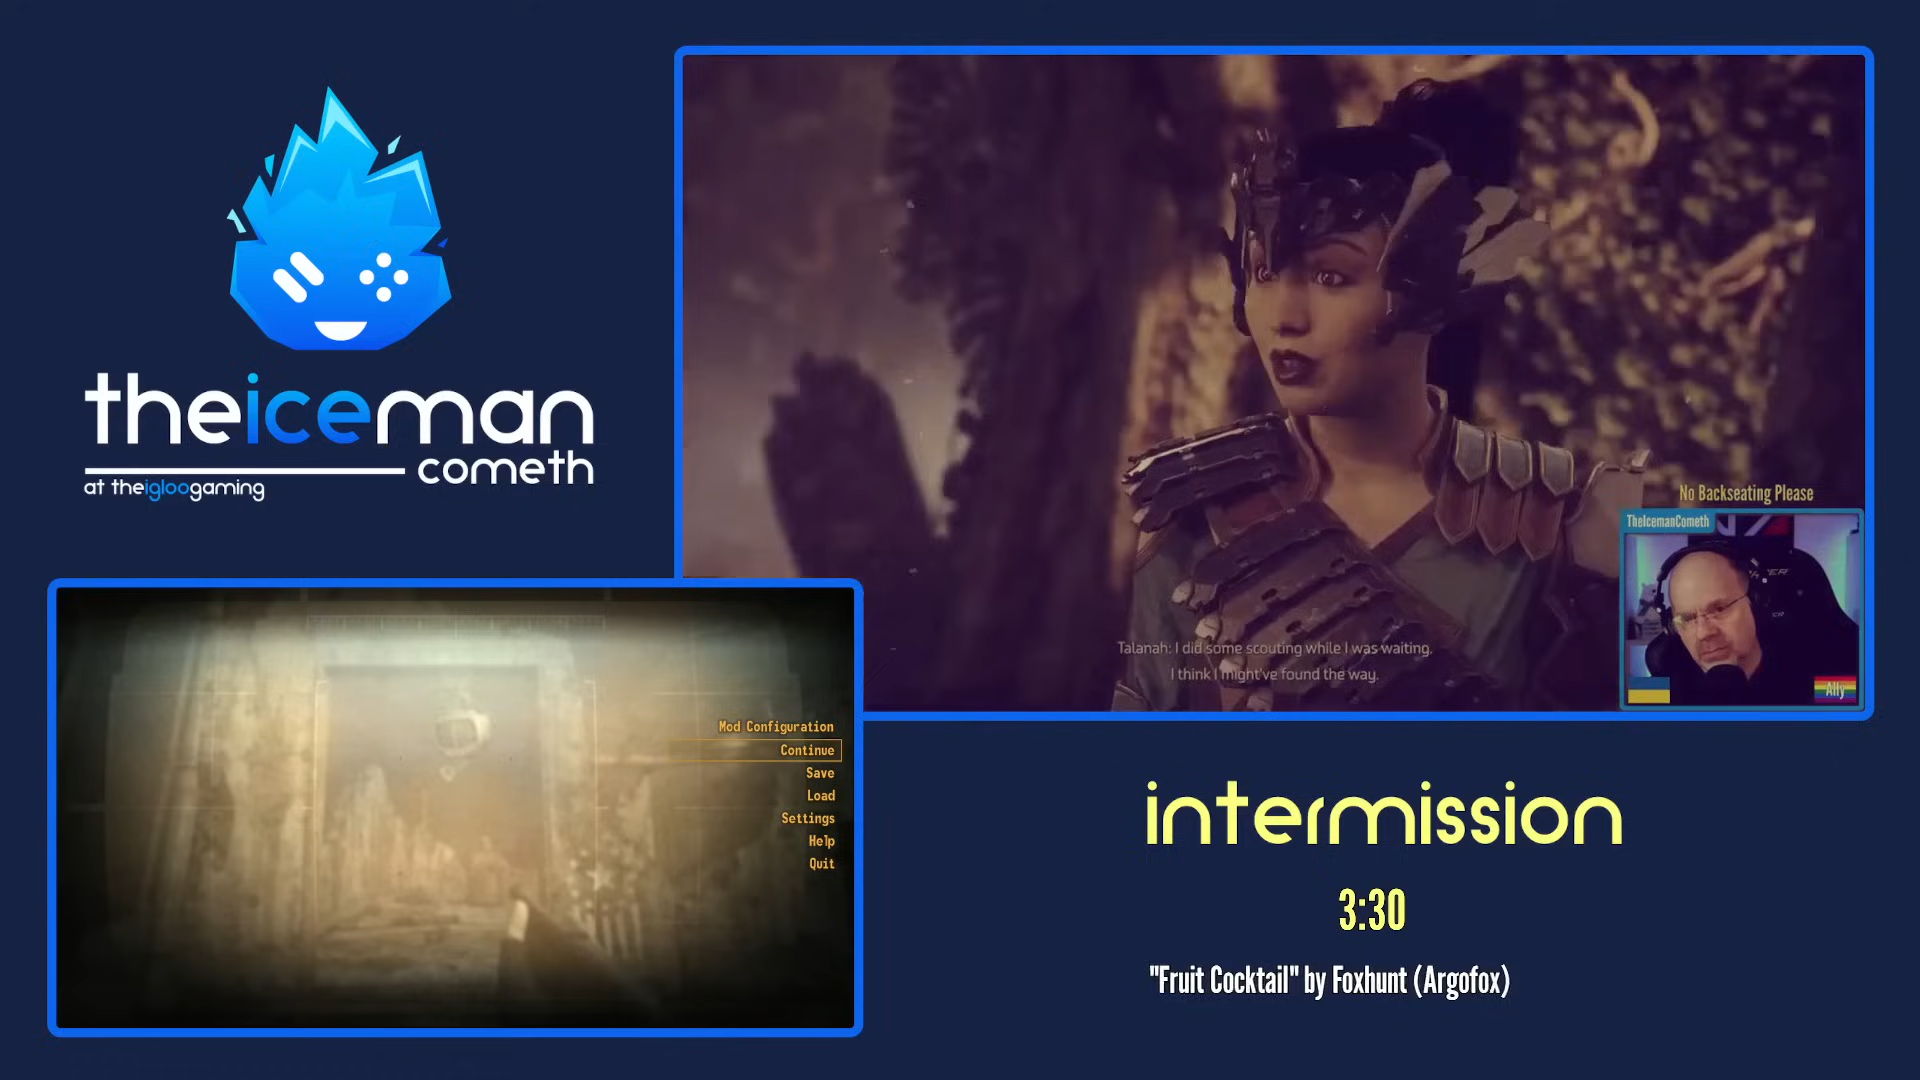 theiceman
cometh
at theigloogaming
No Backseating Please
TheIcemanCometh
Ally
Talanah: I did some scouting while I was waiting.
I think I might've found the way.
Mod Configuration
Continue
Save
Load
Settings
Help
Quit
intermission
3:30
"Fruit Cocktail" by Foxhunt (Argofox)